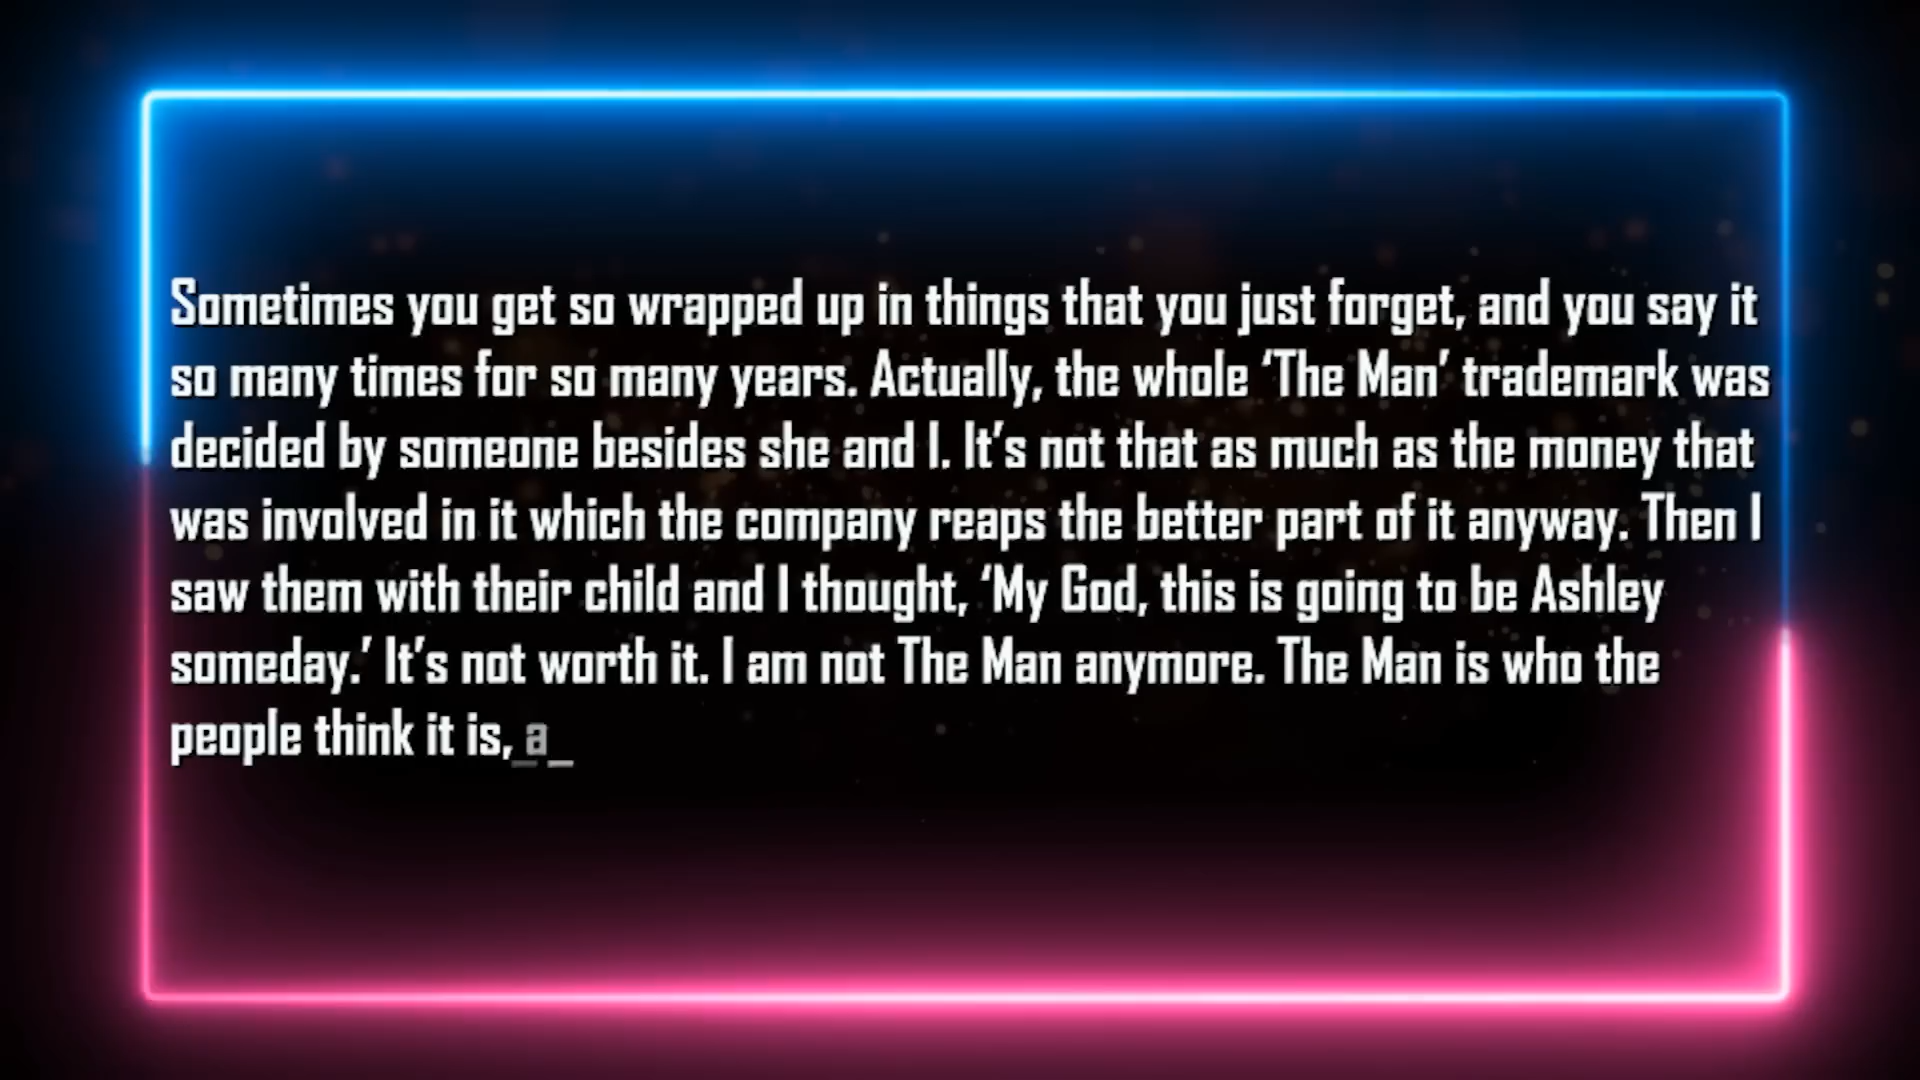 Sometimes you get so wrapped up in things that you just forget, and you say it
so many times for so many years. Actually, the whole ‘The Man’ trademark was
decided by someone besides she and I. It’s not that as much as the money that
was involved in it which the company reaps the better part of it anyway. Then I
saw them with their child and I thought, ‘My God, this is going to be Ashley
someday.’ It’s not worth it. I am not The Man anymore. The Man is who the
people think it is, a_